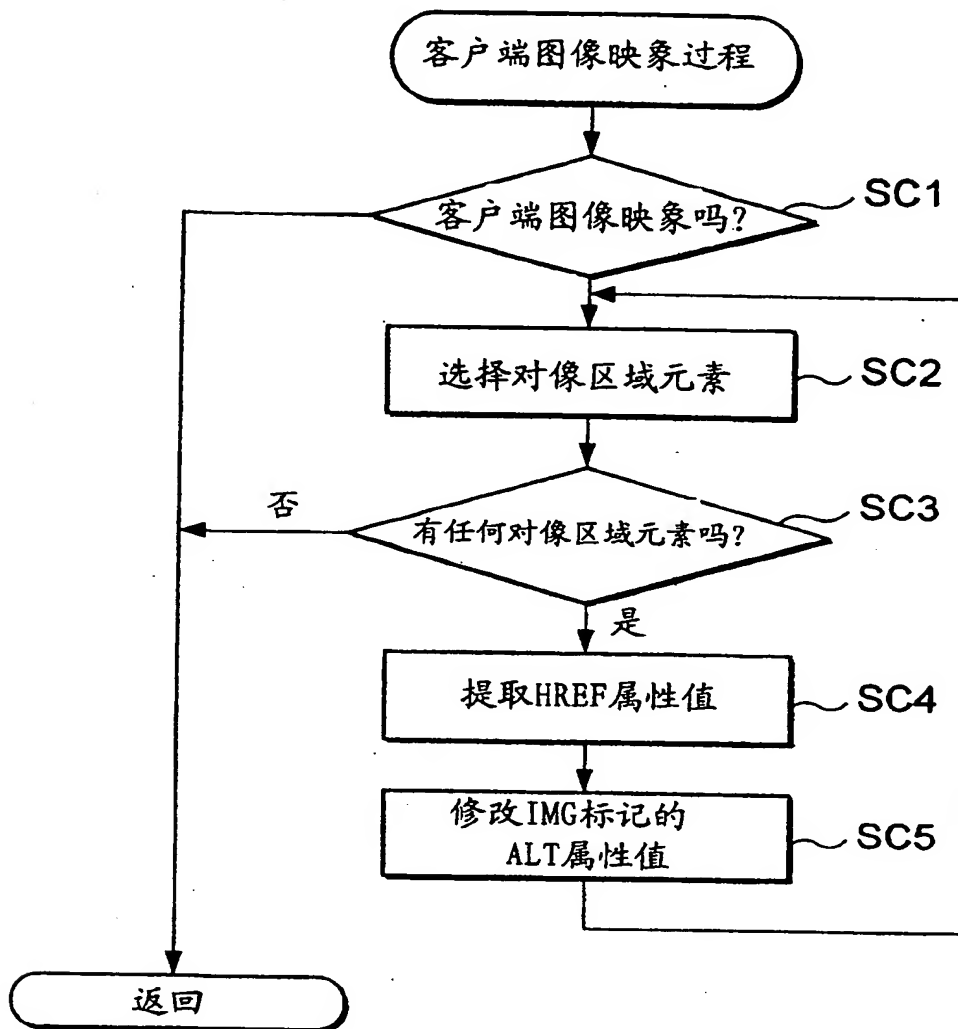 客户端图像映象过程
客户端图像映象吗?
SC1
选择对像区域元素
SC2
有任何对像区域元素吗?
SC3
否
是
提取HREF属性值
SC4
修改IMG标记的
ALT属性值
SC5
返回